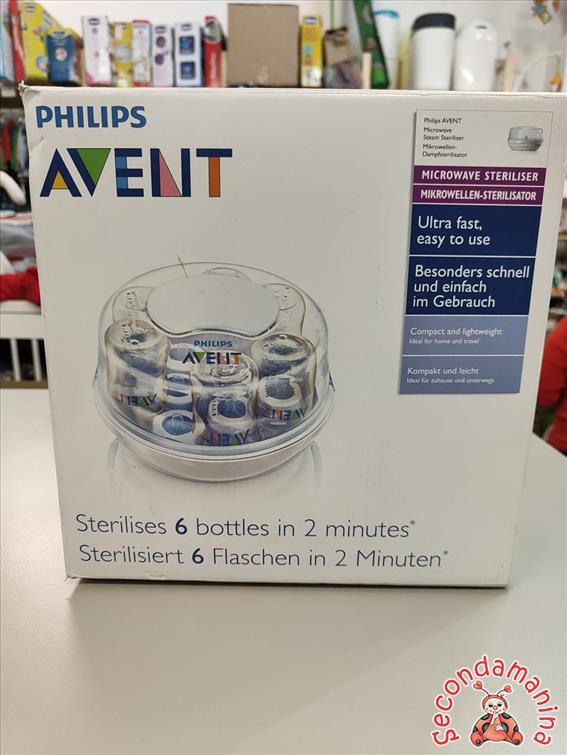 PHILIPS
AVENT
Philips AVENT
Microwave
Steam Steriliser
Mikrowellen-
Dampfsterilisator
MICROWAVE STERILISER
MIKROWELLEN-STERILISATOR
Ultra fast,
easy to use
Besonders schnell
und einfach
im Gebrauch
Compact and lightweight
Ideal for home and travel
Kompakt und leicht
Ideal für zuhause und unterwegs
PHILIPS
AVENT
AVENT
Sterilises 6 bottles in 2 minutes*
Sterilisiert 6 Flaschen in 2 Minuten*
Secondamanina